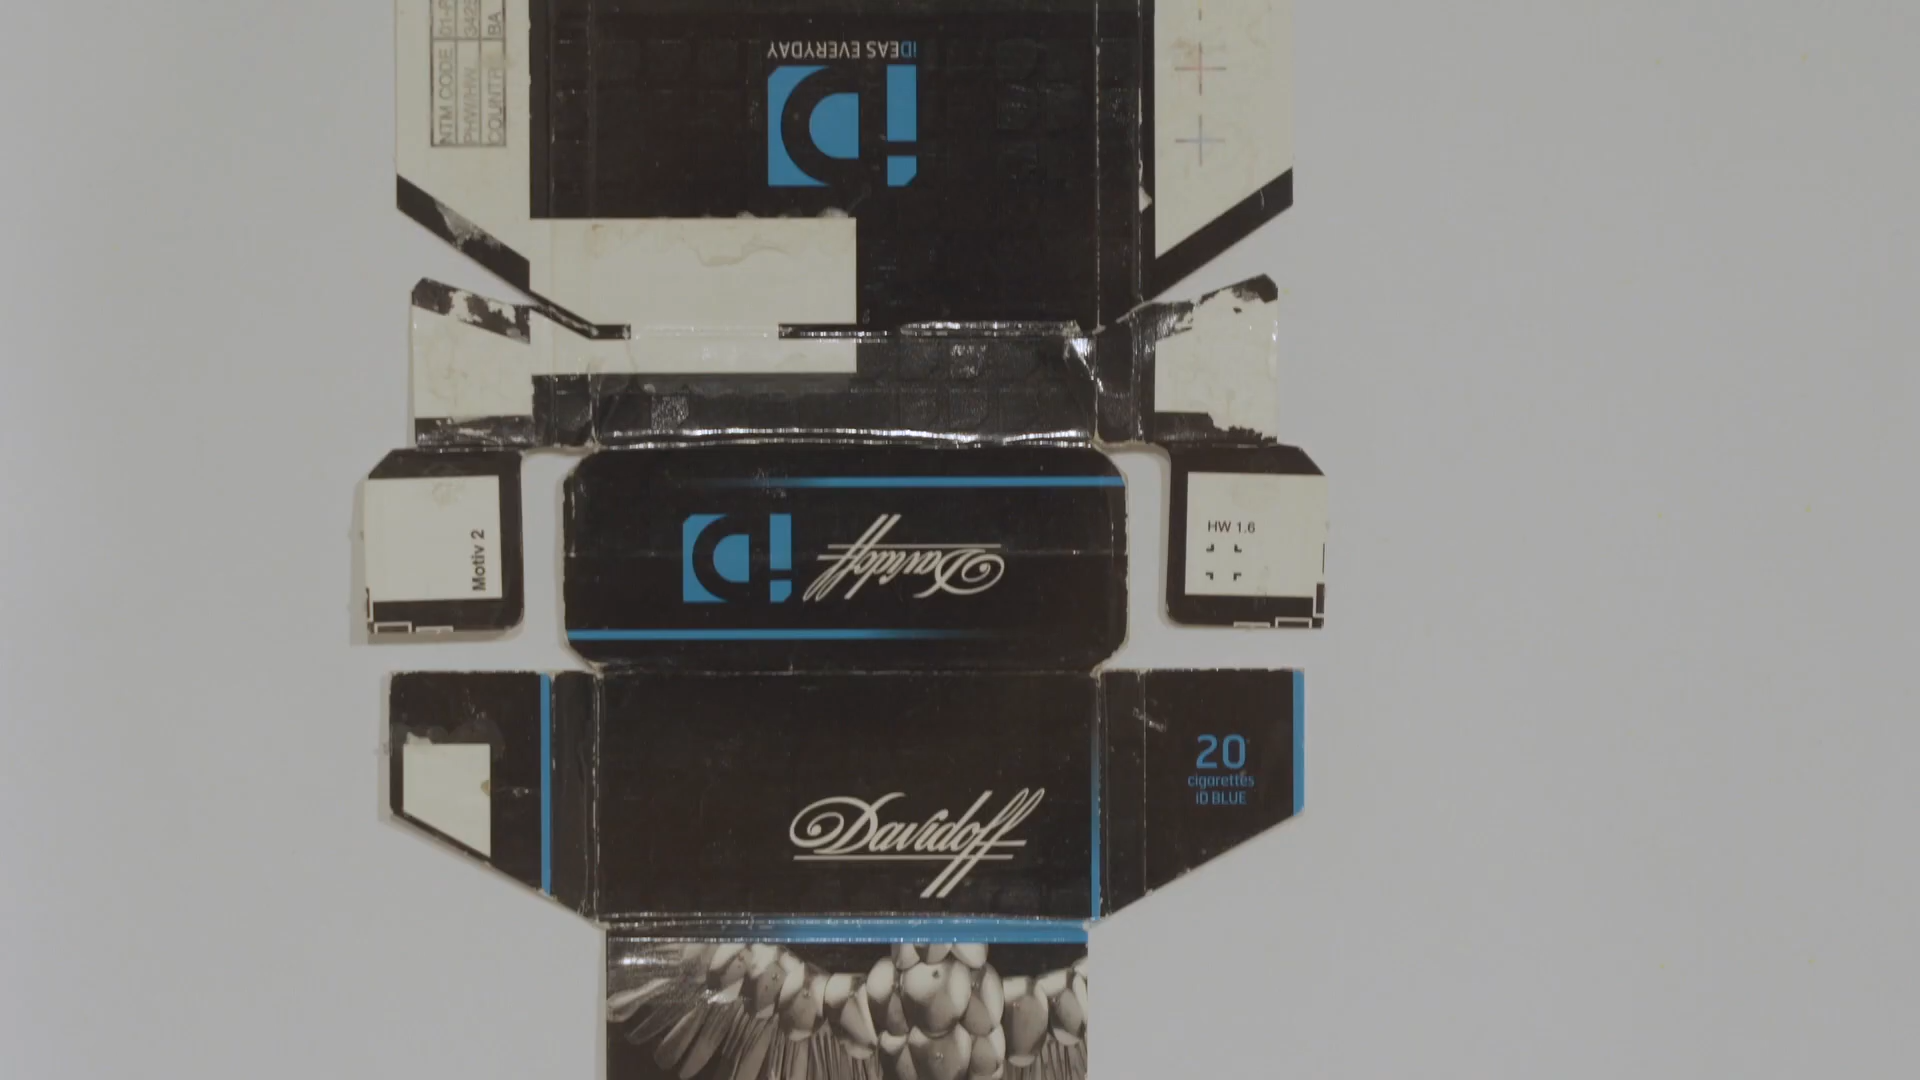 NTM CODE 01-
PHW/HW
COUNTR BA
iDEAS EVERYDAY
iD
Motiv 2
Davidoff iD
HW 1.6
Davidoff
20
cigarettes
iD BLUE